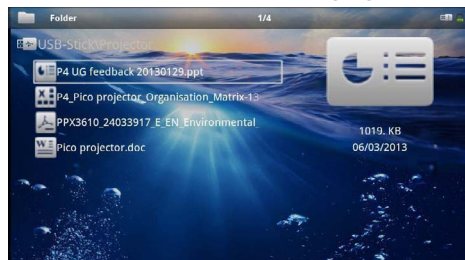 Folder
1/4
USB-Stick\Projector
P4 UG feedback 20130129.ppt
P4_Pico projector_Organisation_Matrix-13
PPX3610_24033917_E_EN_Environmental_
Pico projector.doc
1019. KB
06/03/2013